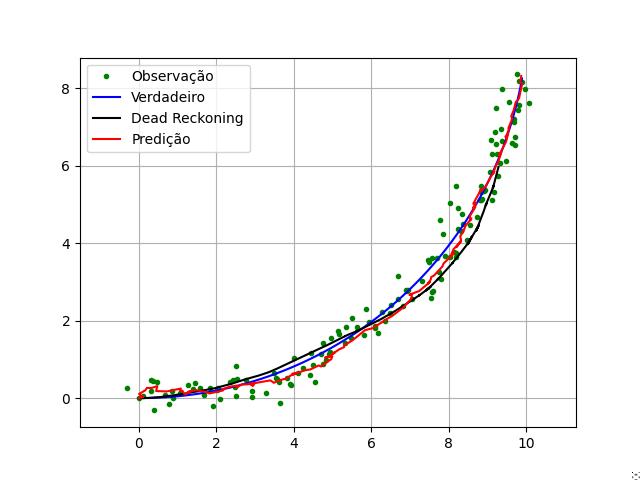 Observação
Verdadeiro
Dead Reckoning
Predição
8
6
4
2
0
0 2 4 6 8 10